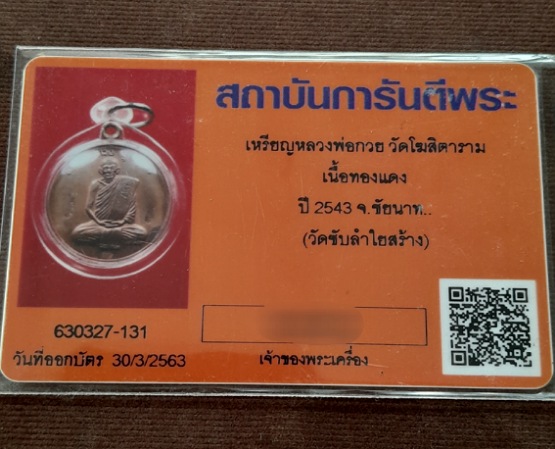 สถาบันการันตีพระ
เหรียญหลวงพ่อกวย วัดโฆสิตาราม
เนื้อทองแดง
ปี 2543 จ.ชัยนาท..
(วัดซับลำใยสร้าง)
630327-131
วันที่ออกบัตร 30/3/2563
เจ้าของพระเครื่อง